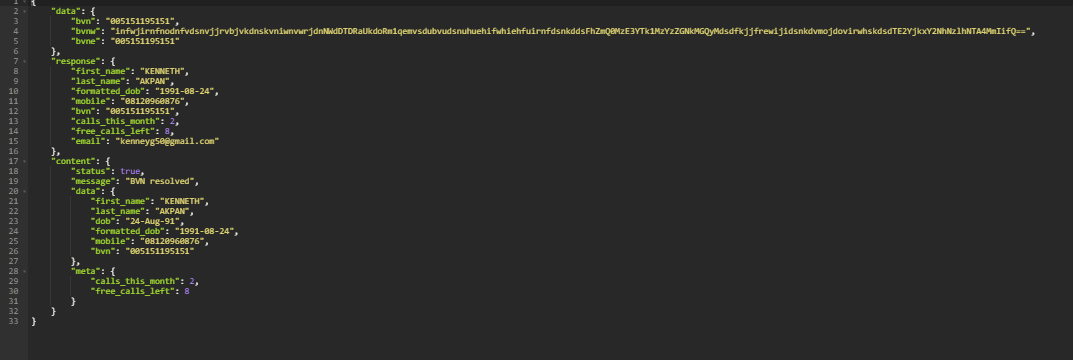 1 {
2 "data": {
3 "bvn": "005151195151",
4 "bvnw": "infwjirnfnodnfvdsnvjjrvbjvkdnskvniwnvwrjdnNWdDTDRaUkdoRm1qemvsdubvudsnuhuehifwhiehfuirnfdsnkddsFhZmQ0MzE3YTk1MzYzZGNkMGQyMdsdfkjjfrewijidsnkdvmojdovirwhskdsdTE2YjkxY2NhNzlhNTA4MmIifQ==",
5 "bvne": "005151195151"
6 },
7 "response": {
8 "first_name": "KENNETH",
9 "last_name": "AKPAN",
10 "formatted_dob": "1991-08-24",
11 "mobile": "08120960876",
12 "bvn": "005151195151",
13 "calls_this_month": 2,
14 "free_calls_left": 8,
15 "email": "kenneyg50@gmail.com"
16 },
17 "content": {
18 "status": true,
19 "message": "BVN resolved",
20 "data": {
21 "first_name": "KENNETH",
22 "last_name": "AKPAN",
23 "dob": "24-Aug-91",
24 "formatted_dob": "1991-08-24",
25 "mobile": "08120960876",
26 "bvn": "005151195151"
27 },
28 "meta": {
29 "calls_this_month": 2,
30 "free_calls_left": 8
31 }
32 }
33 }